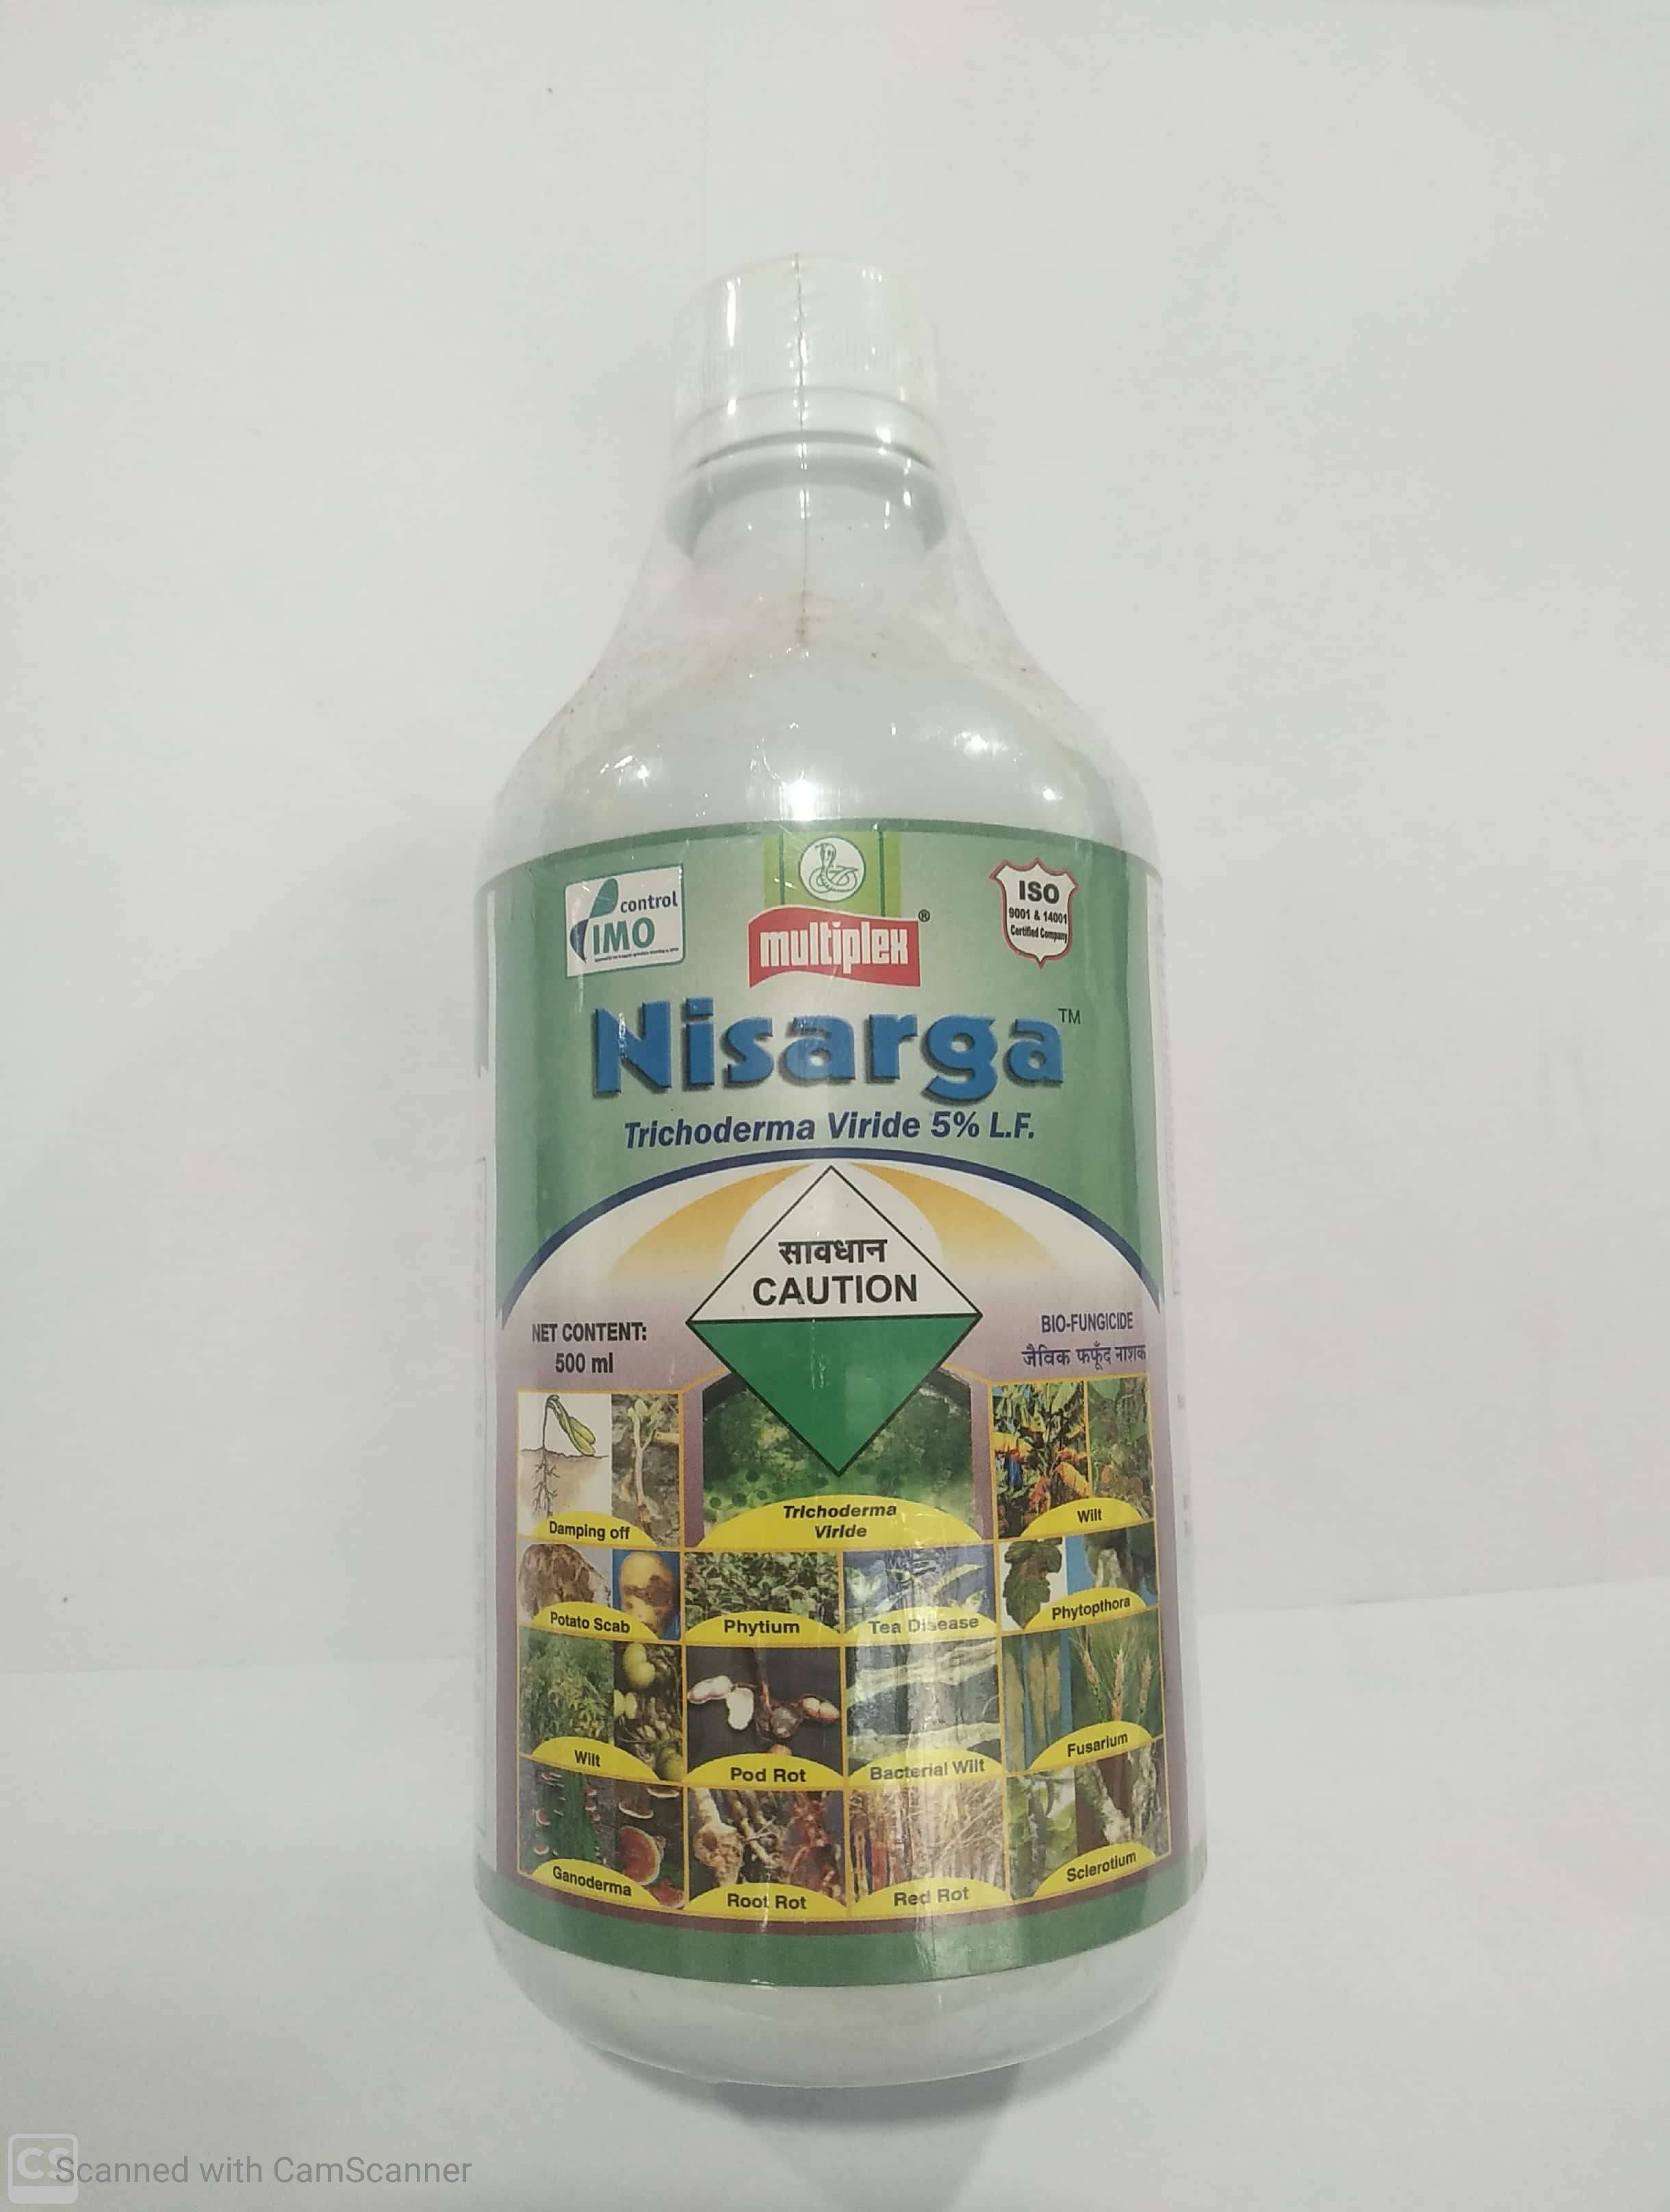 control
IMO
multiplex®
ISO
9001 & 14001
Certified Company
Nisarga™
Trichoderma Viride 5% L.F.
सावधान
CAUTION
NET CONTENT:
500 ml
BIO-FUNGICIDE
जैविक फफूँद नाशक
Damping off
Trichoderma
Viride
Wilt
Potato Scab
Phytium
Tea Disease
Phytopthora
Wilt
Pod Rot
Bacterial Wilt
Fusarium
Ganoderma
Root Rot
Red Rot
Sclerotium
CS
Scanned with CamScanner